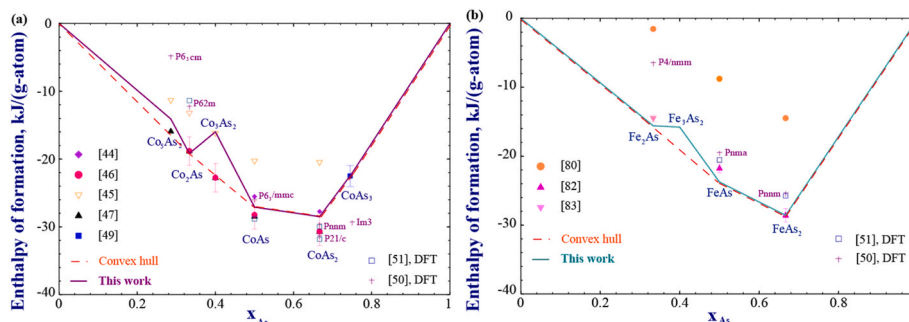 (a)
Enthalpy of formation, kJ/(g-atom)
0
-10
-20
-30
-40
P6₃cm
P62m
Co₅As₂
Co₃As₂
Co₂As
P6₃/mmc
CoAs₃
Pnnm
Im3
P21/c
CoAs
CoAs₂
[44]
[46]
[45]
[47]
[49]
Convex hull
This work
[51], DFT
[50], DFT
0
0.2
0.4
0.6
0.8
1
x_As
(b)
Enthalpy of formation, kJ/(g-atom)
0
-10
-20
-30
-40
P4/nmm
Fe₂As
Fe₃As₂
Pnma
FeAs
Pnnm
FeAs₂
[80]
[82]
[83]
Convex hull
This work
[51], DFT
[50], DFT
0
0.2
0.4
0.6
0.8
x_As